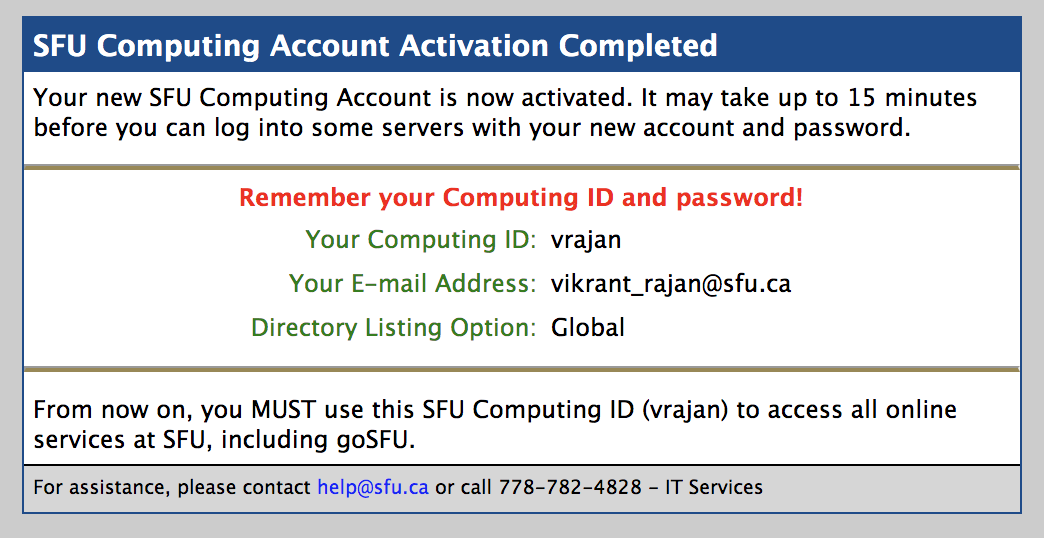 SFU Computing Account Activation Completed
Your new SFU Computing Account is now activated. It may take up to 15 minutes
before you can log into some servers with your new account and password.
Remember your Computing ID and password!
Your Computing ID: vrajan
Your E-mail Address: vikrant_rajan@sfu.ca
Directory Listing Option: Global
From now on, you MUST use this SFU Computing ID (vrajan) to access all online
services at SFU, including goSFU.
For assistance, please contact help@sfu.ca or call 778-782-4828 - IT Services